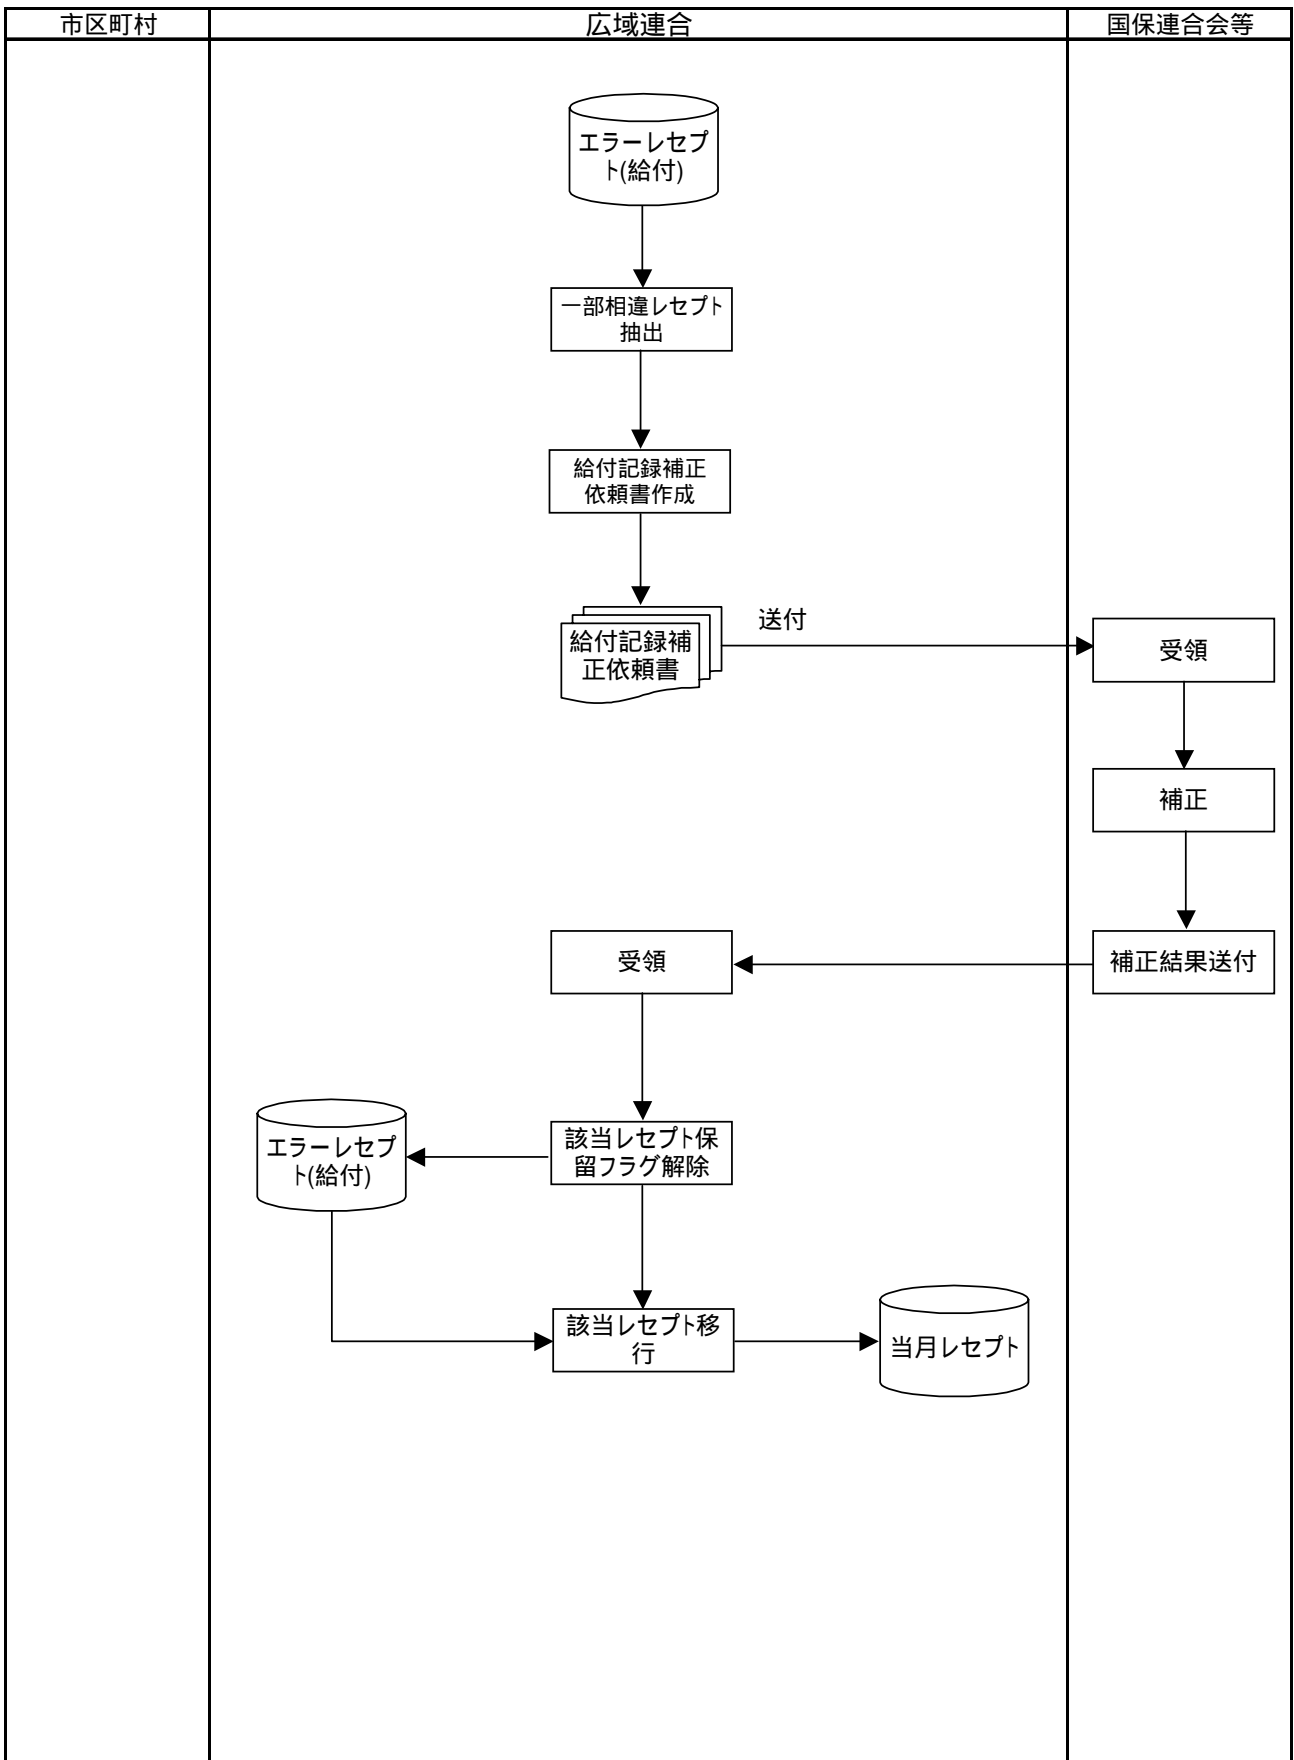 市区町村
広域連合
国保連合会等
エラーレセプ
ト(給付)
一部相違レセプト
抽出
給付記録補正
依頼書作成
給付記録補
正依頼書
送付
受領
補正
補正結果送付
受領
該当レセプト保
留フラグ解除
エラーレセプ
ト(給付)
該当レセプト移
行
当月レセプト